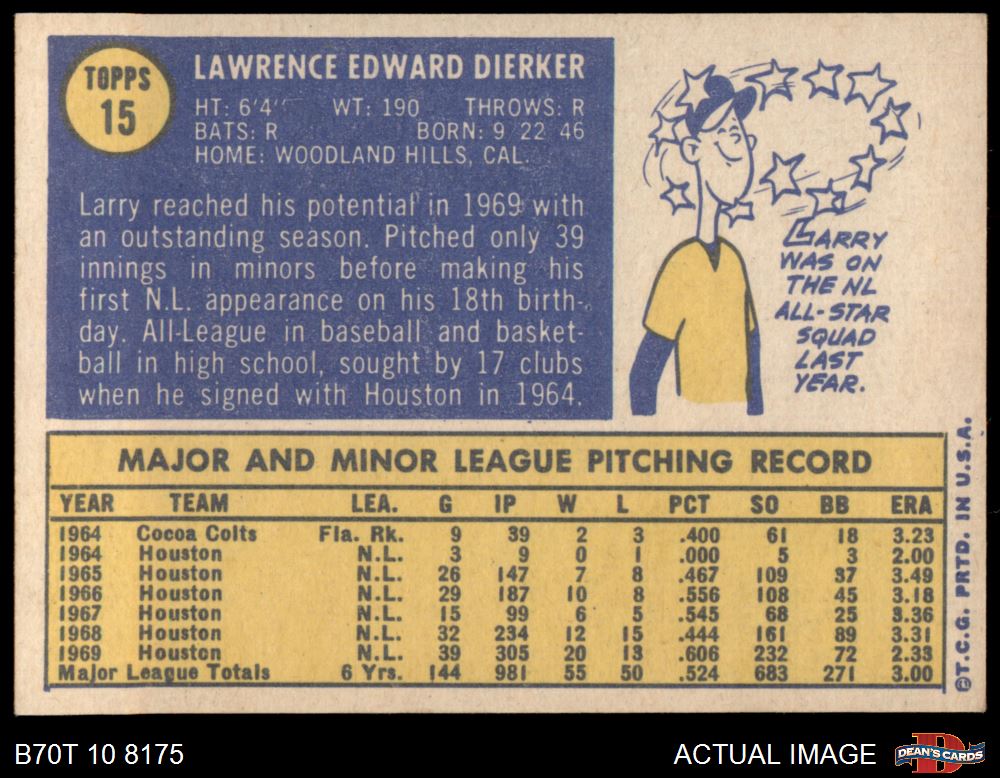 TOPPS
15
LAWRENCE EDWARD DIERKER
HT: 6'4" WT: 190 THROWS: R
BATS: R BORN: 9 22 46
HOME: WOODLAND HILLS, CAL.
Larry reached his potential in 1969 with
an outstanding season. Pitched only 39
innings in minors before making his
first N.L. appearance on his 18th birth-
day. All-League in baseball and basket-
ball in high school, sought by 17 clubs
when he signed with Houston in 1964.
LARRY
WAS ON
THE NL
ALL-STAR
SQUAD
LAST
YEAR.
MAJOR AND MINOR LEAGUE PITCHING RECORD
YEAR TEAM LEA. G IP W L PCT SO BB ERA
1964 Cocoa Colts Fla. Rk. 9 39 2 3 .400 61 18 3.23
1964 Houston N.L. 3 9 0 1 .000 5 3 2.00
1965 Houston N.L. 26 147 7 8 .467 109 37 3.49
1966 Houston N.L. 29 187 10 8 .556 108 45 3.18
1967 Houston N.L. 15 99 6 5 .545 68 25 3.36
1968 Houston N.L. 32 234 12 15 .444 161 89 3.31
1969 Houston N.L. 39 305 20 13 .606 232 72 2.33
Major League Totals 6 Yrs. 144 981 55 50 .524 683 271 3.00
©T.C.G. PRTD. IN U.S.A.
B70T 10 8175
ACTUAL IMAGE
DEAN'S CARDS